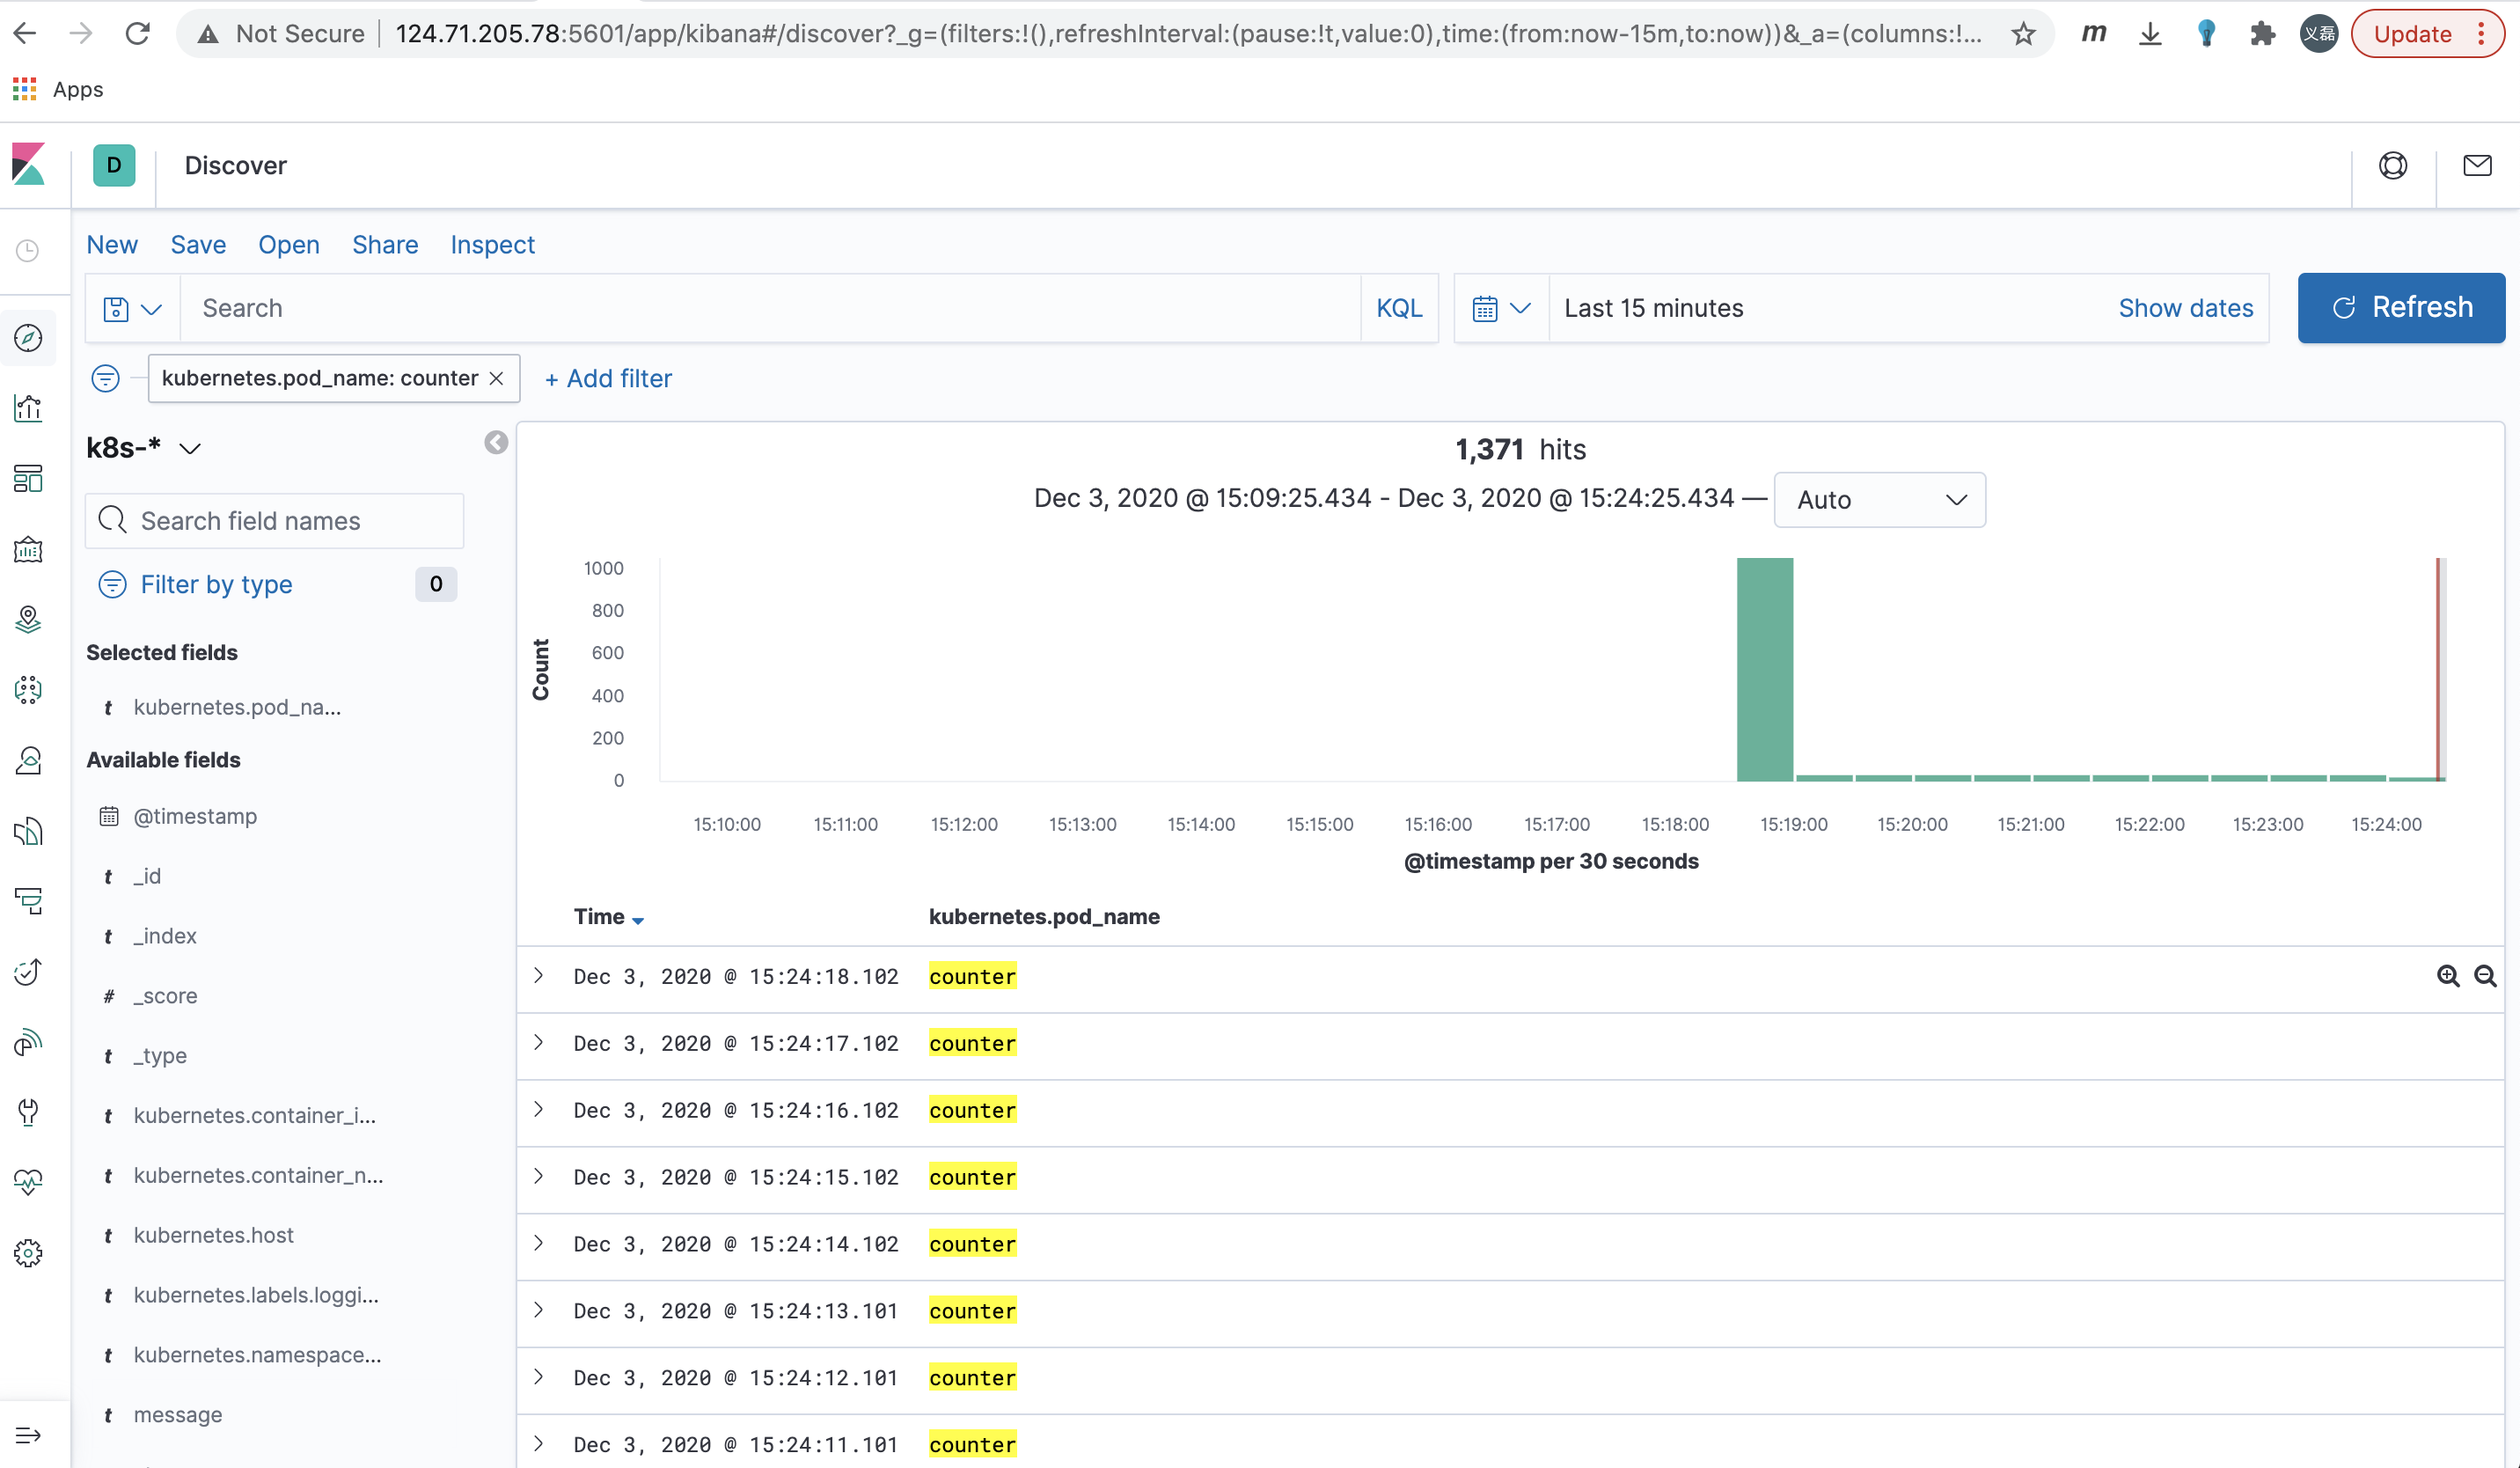 Not Secure
124.71.205.78:5601/app/kibana#/discover?_g=(filters:!(),refreshInterval:(pause:!t,value:0),time:(from:now-15m,to:now))&_a=(columns:!...
m
义磊
Update
Apps
D
Discover
New Save Open Share Inspect
Search
KQL
Last 15 minutes
Show dates
Refresh
kubernetes.pod_name: counter
+ Add filter
k8s-*
Search field names
Filter by type
0
Selected fields
t kubernetes.pod_na...
Available fields
@timestamp
t _id
t _index
# _score
t _type
t kubernetes.container_i...
t kubernetes.container_n...
t kubernetes.host
t kubernetes.labels.loggi...
t kubernetes.namespace...
t message
1,371 hits
Dec 3, 2020 @ 15:09:25.434 - Dec 3, 2020 @ 15:24:25.434 —
Auto
Count
1000
800
600
400
200
0
15:10:00 15:11:00 15:12:00 15:13:00 15:14:00 15:15:00 15:16:00 15:17:00 15:18:00 15:19:00 15:20:00 15:21:00 15:22:00 15:23:00 15:24:00
@timestamp per 30 seconds
Time kubernetes.pod_name
Dec 3, 2020 @ 15:24:18.102 counter
Dec 3, 2020 @ 15:24:17.102 counter
Dec 3, 2020 @ 15:24:16.102 counter
Dec 3, 2020 @ 15:24:15.102 counter
Dec 3, 2020 @ 15:24:14.102 counter
Dec 3, 2020 @ 15:24:13.101 counter
Dec 3, 2020 @ 15:24:12.101 counter
Dec 3, 2020 @ 15:24:11.101 counter